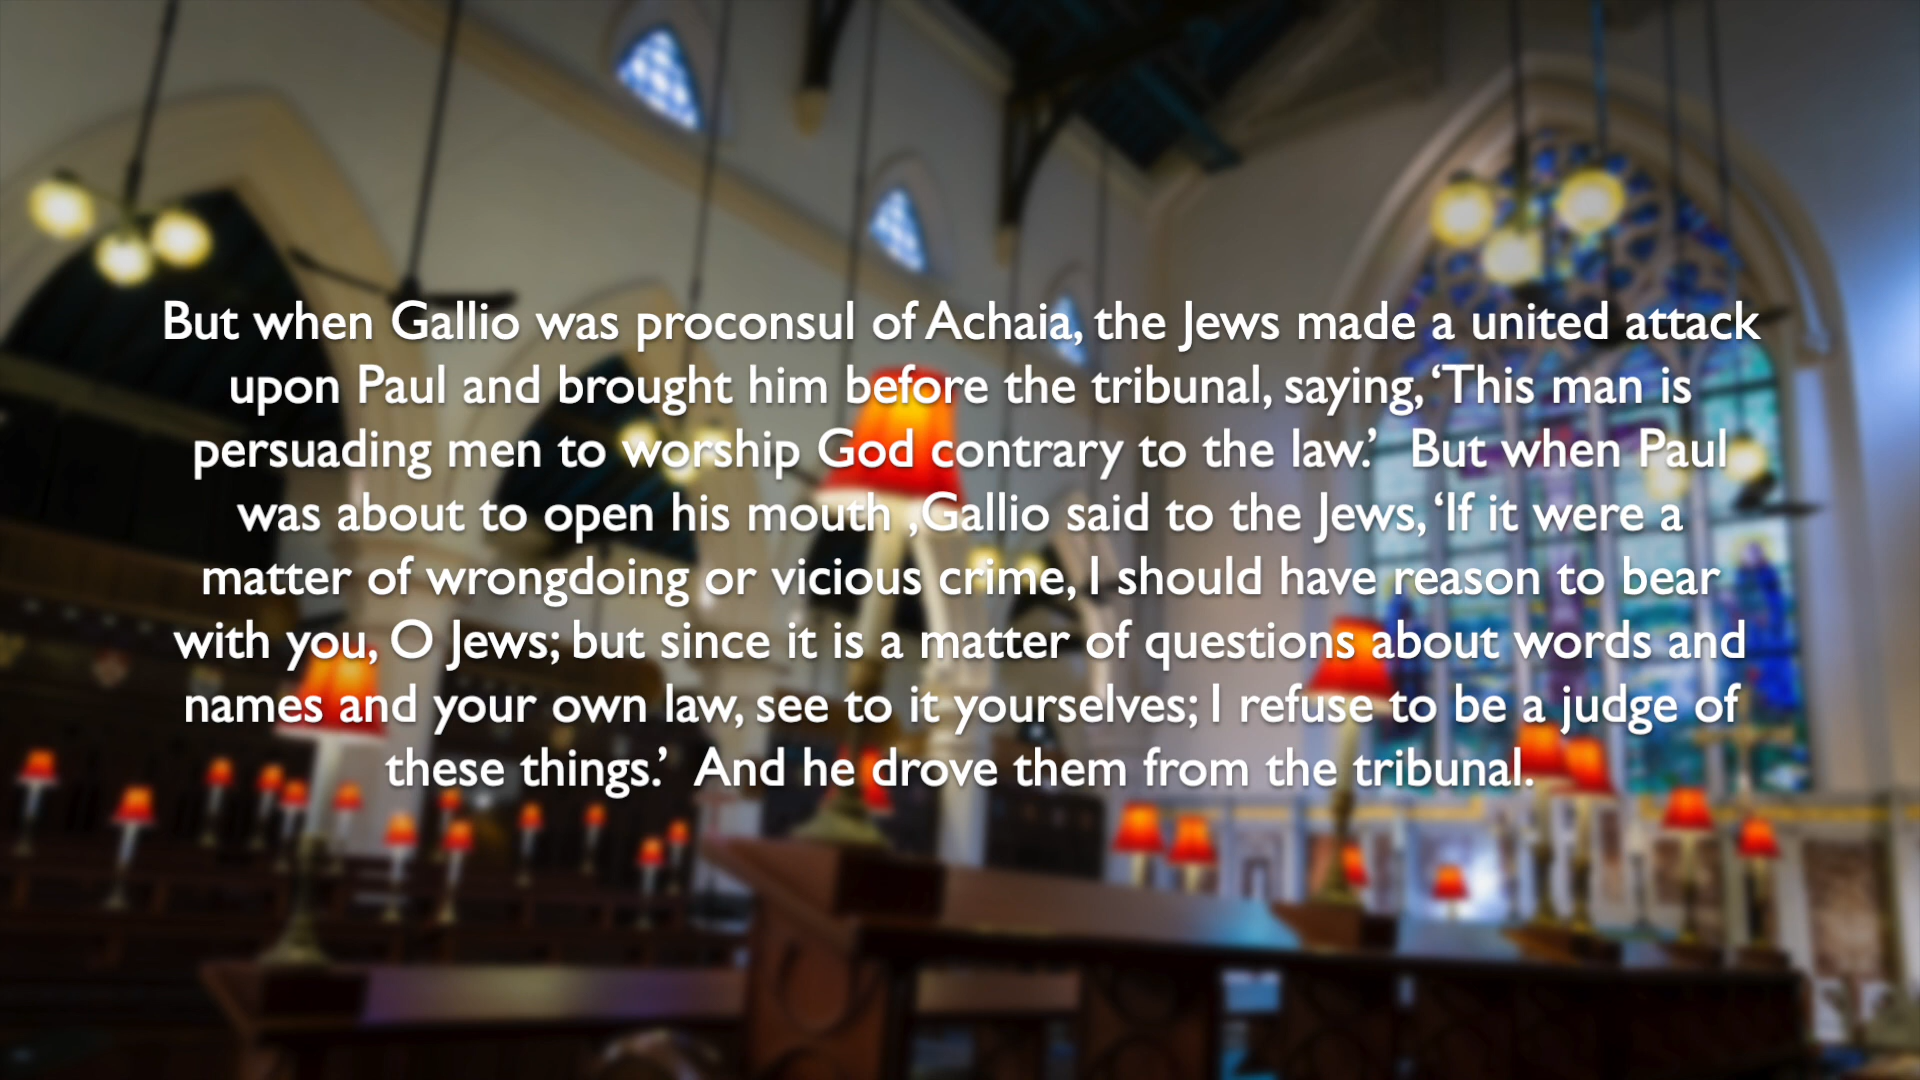 But when Gallio was proconsul of Achaia, the Jews made a united attack
upon Paul and brought him before the tribunal, saying, ‘This man is
persuading men to worship God contrary to the law.’  But when Paul
was about to open his mouth ,Gallio said to the Jews, ‘If it were a
matter of wrongdoing or vicious crime, I should have reason to bear
with you, O Jews; but since it is a matter of questions about words and
names and your own law, see to it yourselves; I refuse to be a judge of
these things.’  And he drove them from the tribunal.